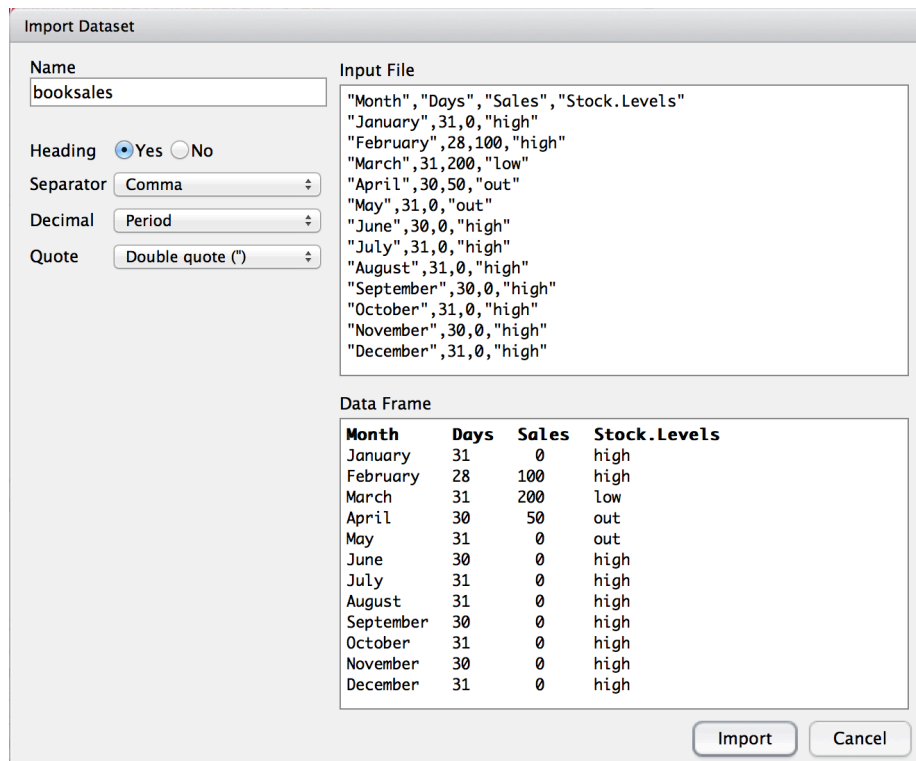 Import Dataset
Name
booksales
Heading Yes No
Separator Comma
Decimal Period
Quote Double quote (")
Input File
"Month","Days","Sales","Stock.Levels"
"January",31,0,"high"
"February",28,100,"high"
"March",31,200,"low"
"April",30,50,"out"
"May",31,0,"out"
"June",30,0,"high"
"July",31,0,"high"
"August",31,0,"high"
"September",30,0,"high"
"October",31,0,"high"
"November",30,0,"high"
"December",31,0,"high"
Data Frame
Month Days Sales Stock.Levels
January 31 0 high
February 28 100 high
March 31 200 low
April 30 50 out
May 31 0 out
June 30 0 high
July 31 0 high
August 31 0 high
September 30 0 high
October 31 0 high
November 30 0 high
December 31 0 high
Import Cancel